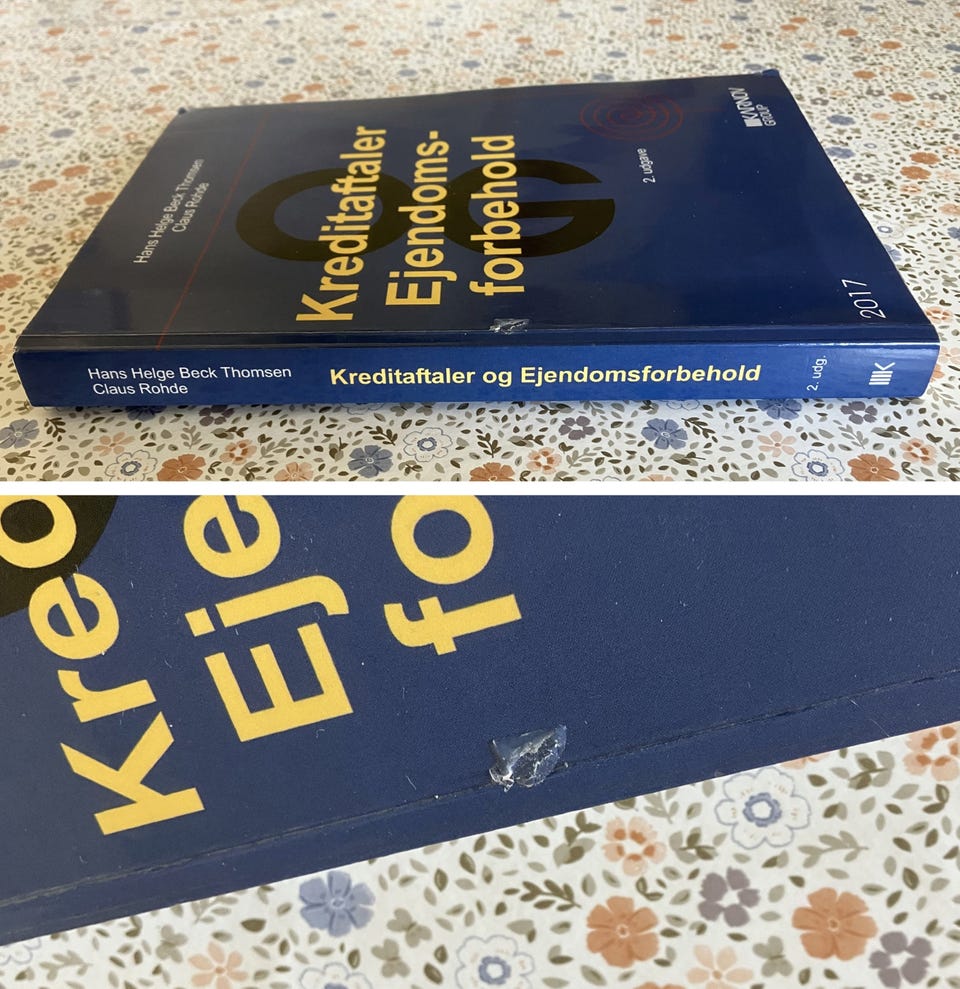 Hans Helge Beck Thomsen
Claus Rohde
Kreditaftaler
OG
Ejendoms-
forbehold
2. udgave
KARNOV
GROUP
2017
Hans Helge Beck Thomsen
Claus Rohde
Kreditaftaler og Ejendomsforbehold
2. udg.
Kred
Eje
fo